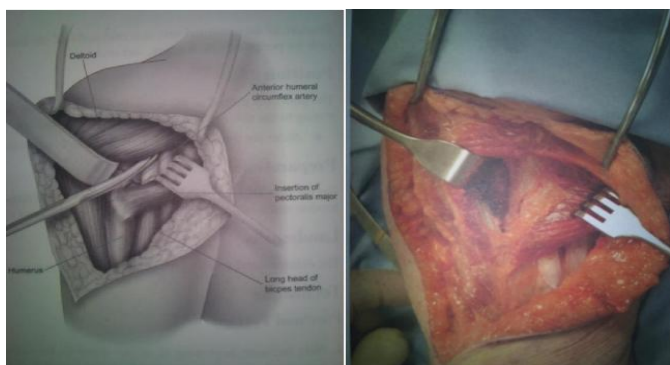 Deltoid
Anterior humeral
circumflex artery
Insertion of
pectoralis major
Humerus
Long head of
biceps tendon